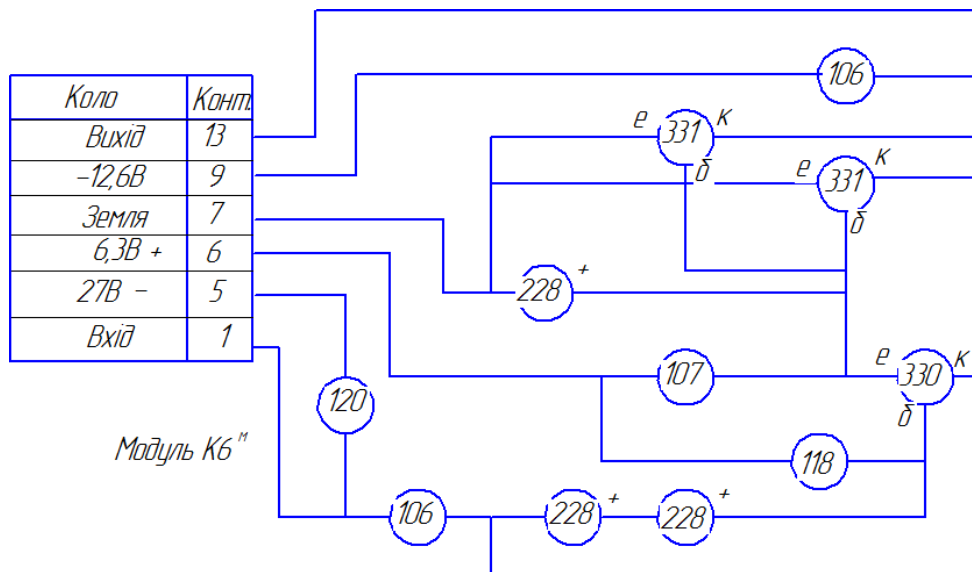 Коло Конт.
Вихід 13
-12,6В 9
Земля 7
6,3В + 6
27В - 5
Вхід 1
Модуль К6 м
106
е 331 к
б
е 331 к
б
228 +
107
е 330 к
б
120
118
106
228 +
228 +